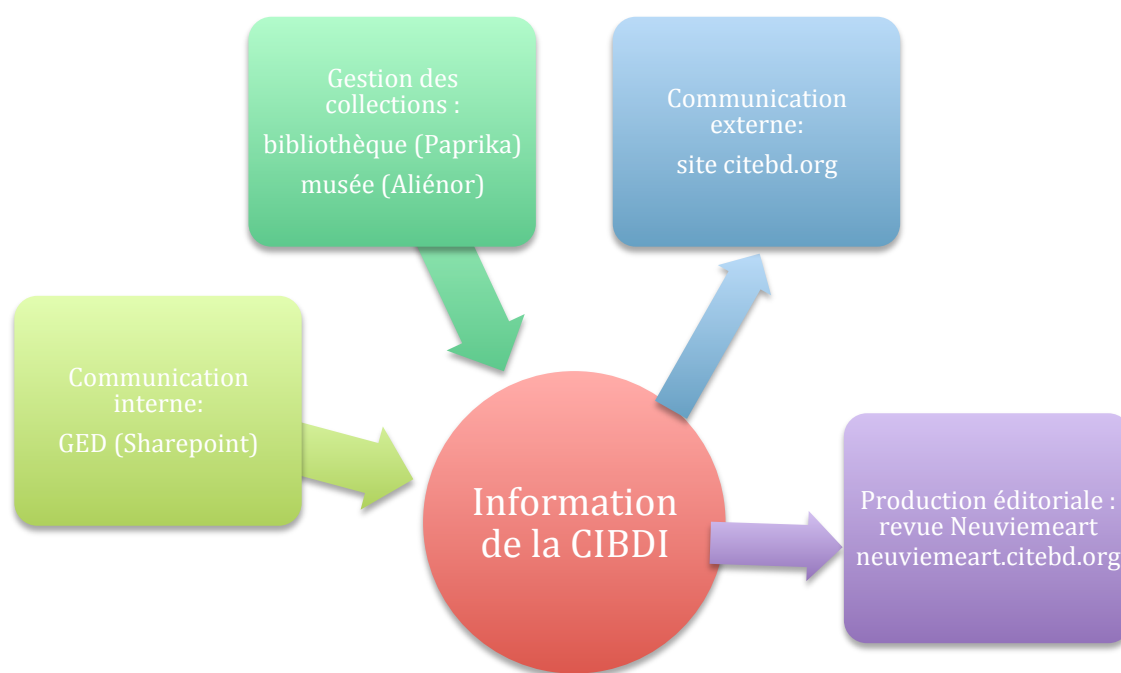 Gestion des
collections :
bibliothèque (Paprika)
musée (Aliénor)
Communication
externe:
site citebd.org
Communication
interne:
GED (Sharepoint)
Information
de la CIBDI
Production éditoriale :
revue Neuviemeart
neuviemeart.citebd.org